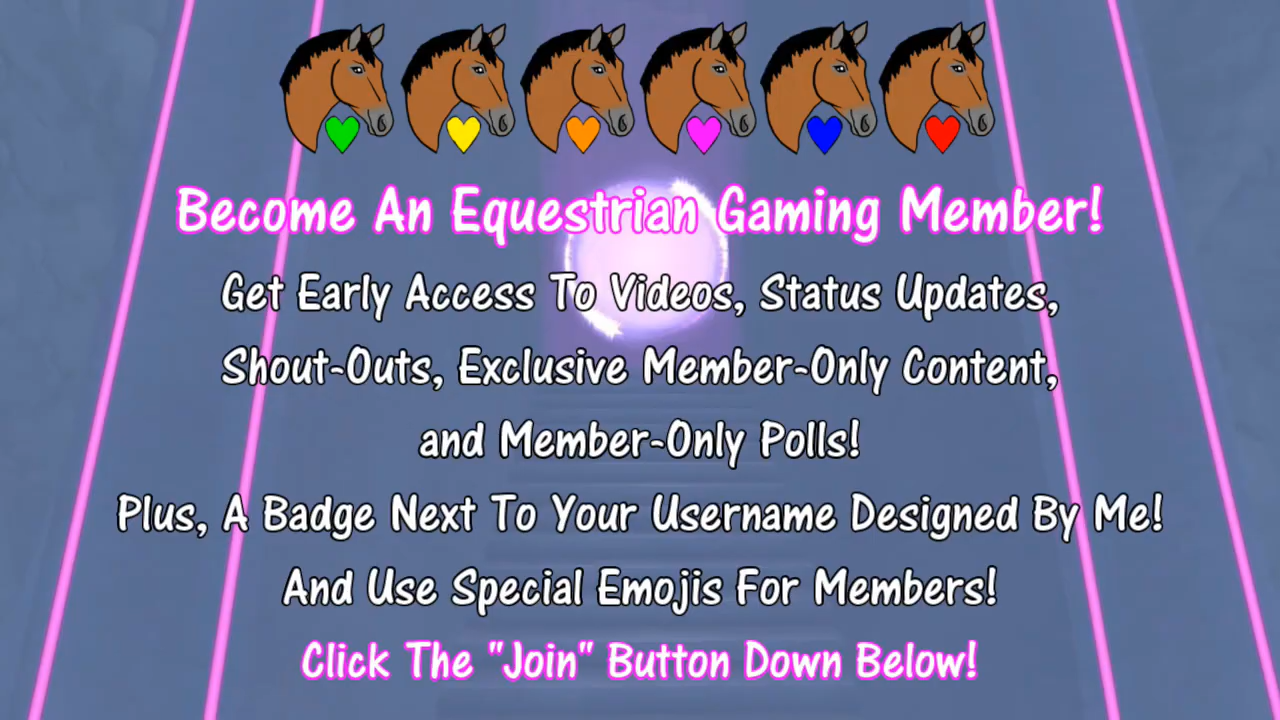 Become An Equestrian Gaming Member!
Get Early Access To Videos, Status Updates,
Shout-Outs, Exclusive Member-Only Content,
and Member-Only Polls!
Plus, A Badge Next To Your Username Designed By Me!
And Use Special Emojis For Members!
Click The "Join" Button Down Below!